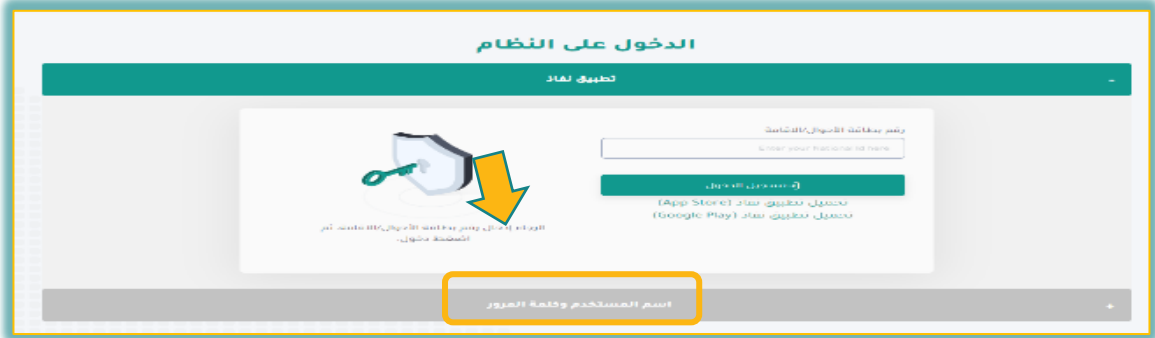 الدخول على النظام
تطبيق نفاذ
-
رقم بطاقة الأحوال/الاقامة
Enter your National Id here
تسجيل الدخول
تحميل تطبيق نفاذ (App Store)
تحميل تطبيق نفاذ (Google Play)
الرجاء إدخال رقم بطاقة الأحوال/الاقامة، ثم
اضغط دخول.
اسم المستخدم وكلمة المرور
+